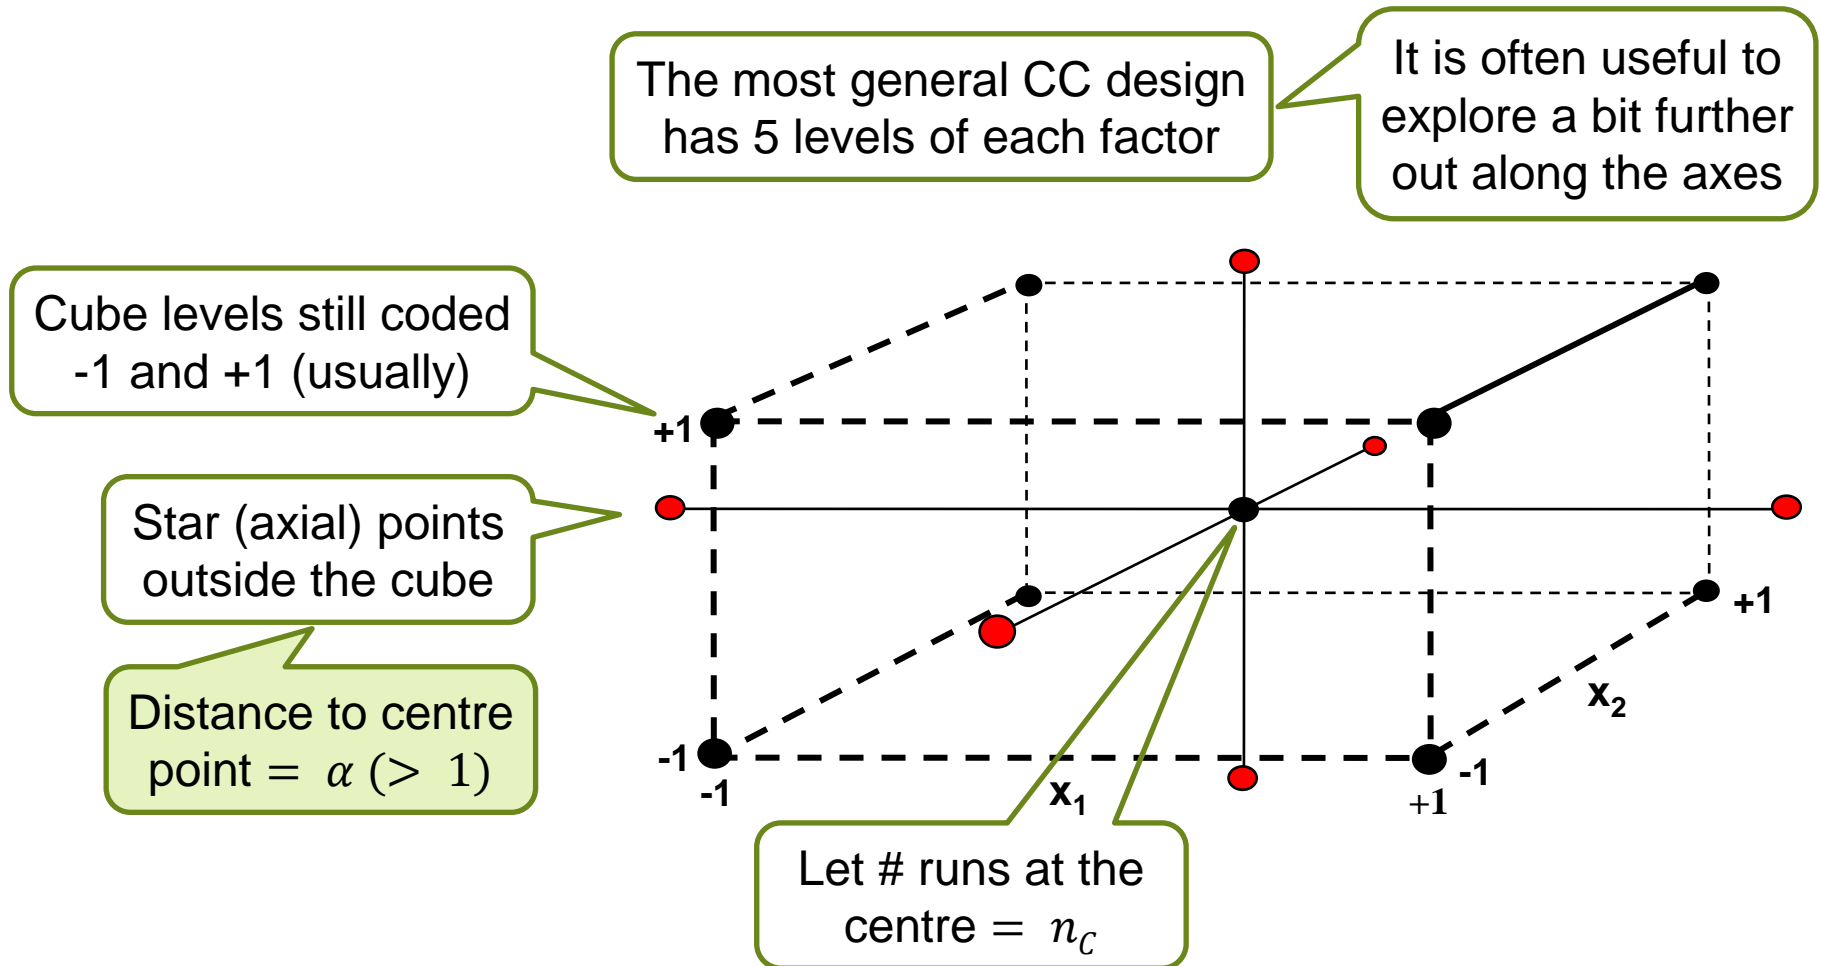 The most general CC design
has 5 levels of each factor
It is often useful to
explore a bit further
out along the axes
Cube levels still coded
-1 and +1 (usually)
+1
Star (axial) points
outside the cube
+1
x₂
Distance to centre
point = α (> 1)
-1
-1
-1
x₁
+1
Let # runs at the
centre = n_C